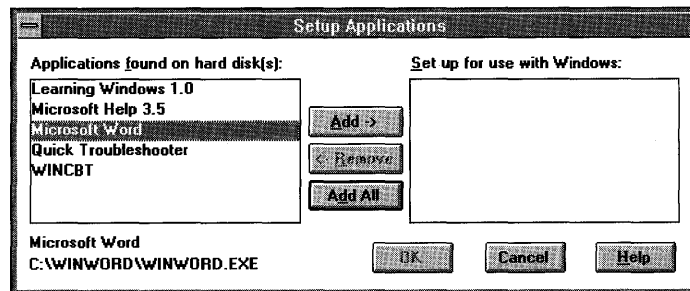 Setup Applications
Applications found on hard disk(s):
Set up for use with Windows:
Learning Windows 1.0
Microsoft Help 3.5
Microsoft Word
Quick Troubleshooter
WINCBT
Add ->
<- Remove
Add All
Microsoft Word
C:\WINWORD\WINWORD.EXE
OK
Cancel
Help